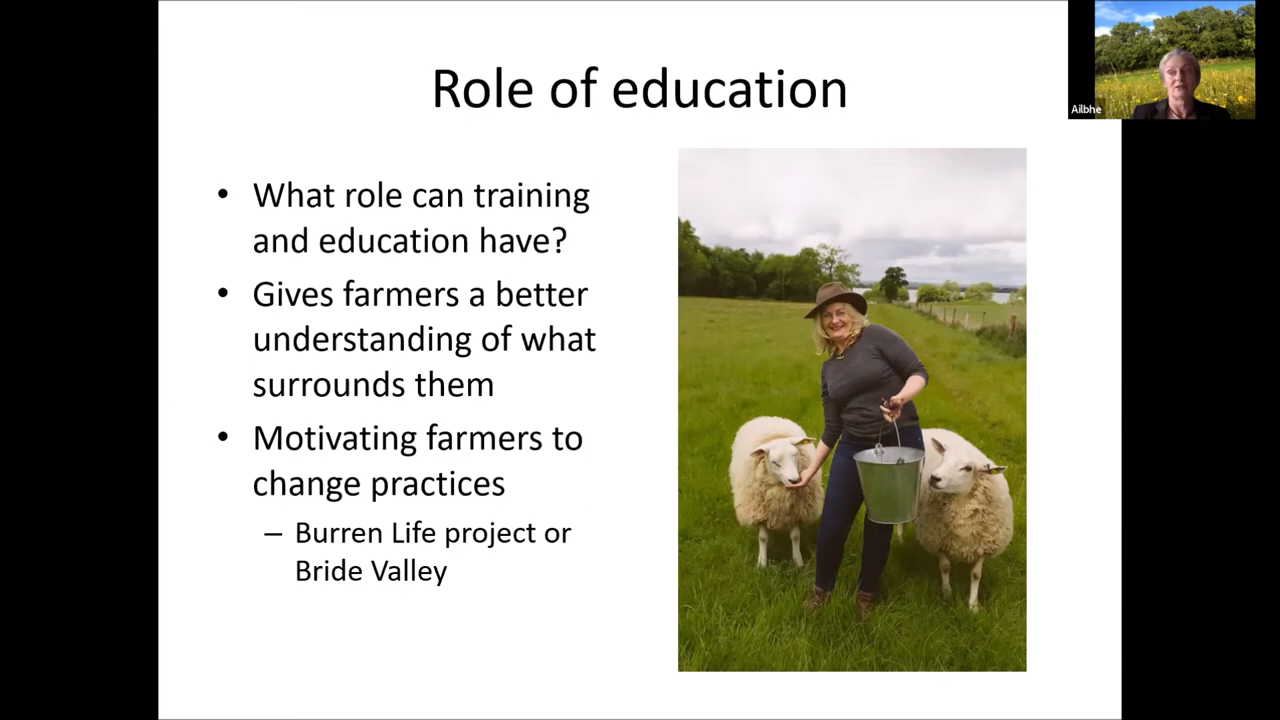 Role of education
Ailbhe
• What role can training
and education have?
• Gives farmers a better
understanding of what
surrounds them
• Motivating farmers to
change practices
– Burren Life project or
Bride Valley